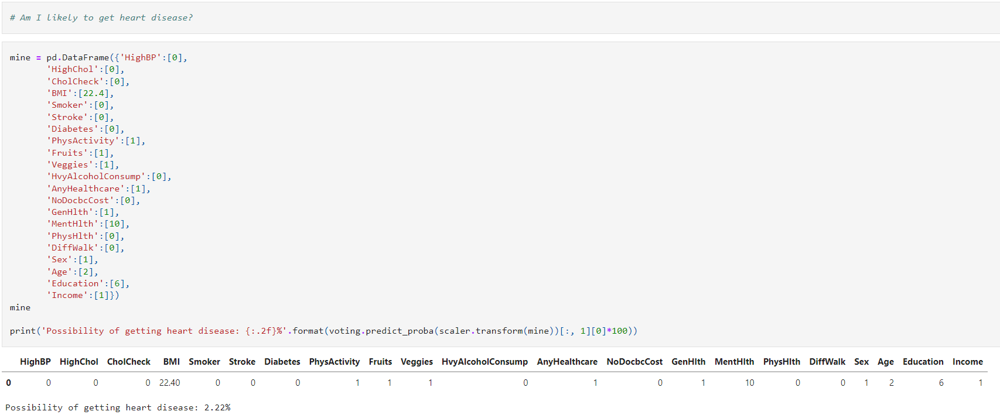 # Am I likely to get heart disease?
mine = pd.DataFrame({'HighBP':[0],
'HighChol':[0],
'CholCheck':[0],
'BMI':[22.4],
'Smoker':[0],
'Stroke':[0],
'Diabetes':[0],
'PhysActivity':[1],
'Fruits':[1],
'Veggies':[1],
'HvyAlcoholConsump':[0],
'AnyHealthcare':[1],
'NoDocbcCost':[0],
'GenHlth':[1],
'MentHlth':[10],
'PhysHlth':[0],
'DiffWalk':[0],
'Sex':[1],
'Age':[2],
'Education':[6],
'Income':[1]})
mine
print('Possibility of getting heart disease: {:.2f}%'.format(voting.predict_proba(scaler.transform(mine))[:, 1][0]*100))
HighBP HighChol CholCheck BMI Smoker Stroke Diabetes PhysActivity Fruits Veggies HvyAlcoholConsump AnyHealthcare NoDocbcCost GenHlth MentHlth PhysHlth DiffWalk Sex Age Education Income
0 0 0 0 22.40 0 0 0 1 1 1 0 1 0 1 10 0 0 1 2 6 1
Possibility of getting heart disease: 2.22%